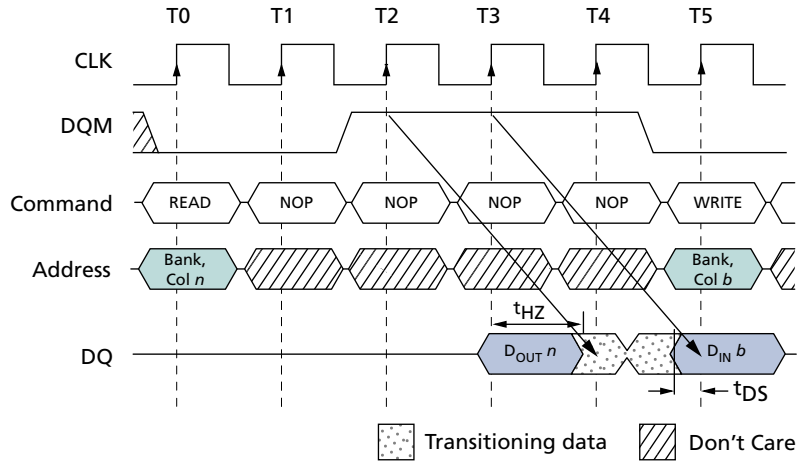 T0 T1 T2 T3 T4 T5
CLK
DQM
Command READ NOP NOP NOP NOP WRITE
Address Bank, Col n Bank, Col b
tHZ
DQ DOUT n DIN b
tDS
Transitioning data Don't Care